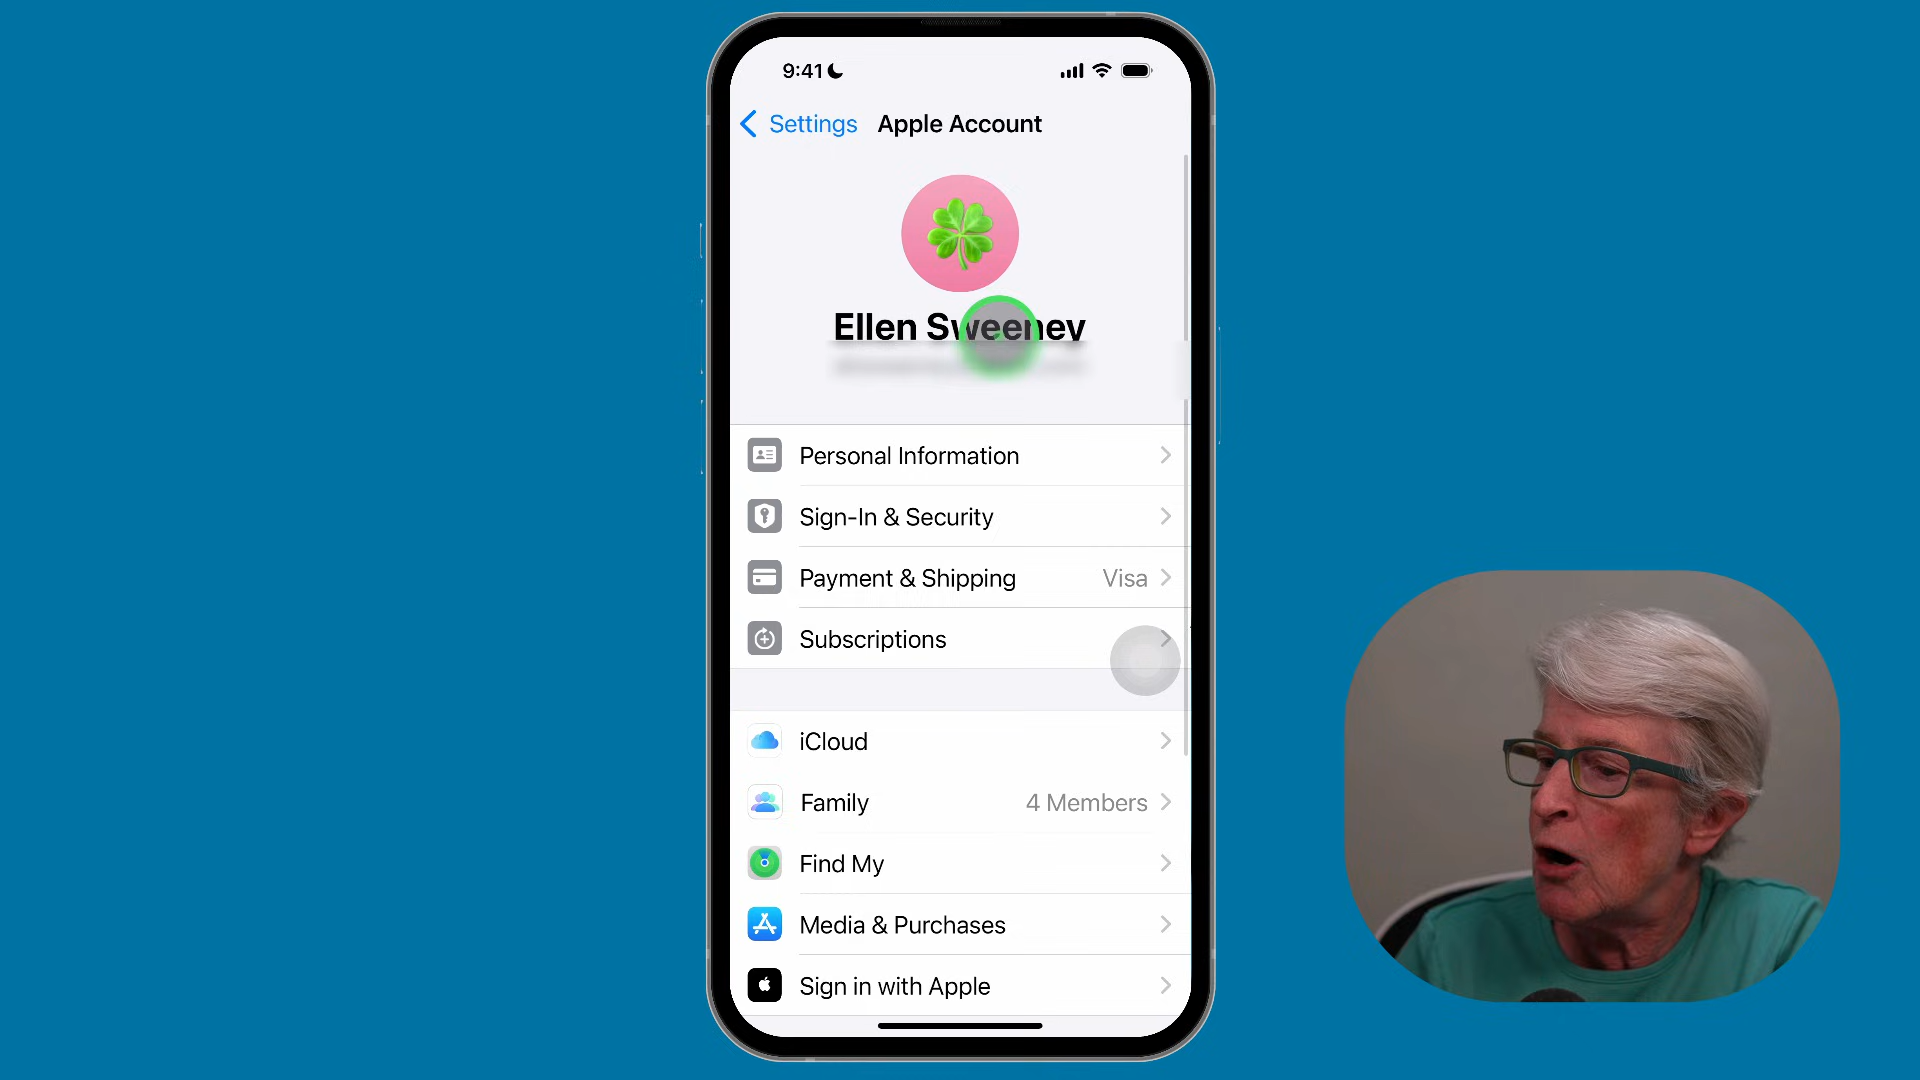 9:41
Settings
Apple Account
Ellen Sweeney
Personal Information
Sign-In & Security
Payment & Shipping Visa
Subscriptions
iCloud
Family 4 Members
Find My
Media & Purchases
Sign in with Apple